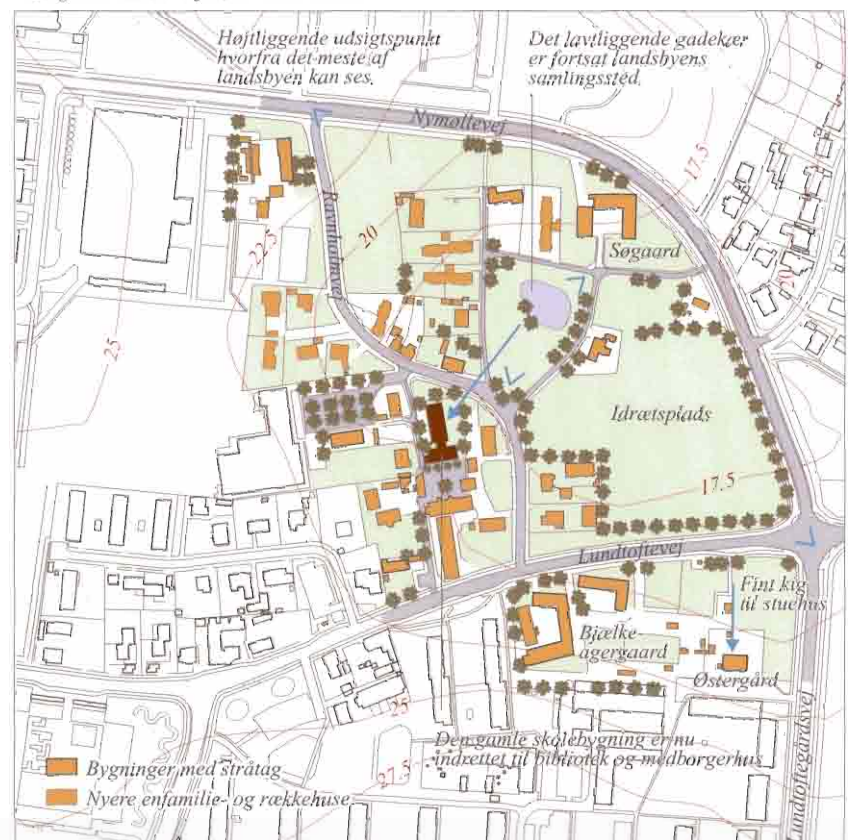 Højtliggende udsigtspunkt
hvorfra det meste af
landsbyen kan ses.
Det lavtliggende gadekær
er fortsat landsbyens
samlingssted.
Nymøllevej
17.5
20
22.5
20
Søgaard
25
Idrætsplads
17.5
Lundtoftevej
Fint kig
til stuehus
Bjælke-
agergaard
Østergård
25
Den gamle skolebygning er nu
indrettet til bibliotek og medborgerhus
27.5
Bygninger med stråtag
Nyere enfamilie- og rækkehuse
Lundtoftegårdsvej